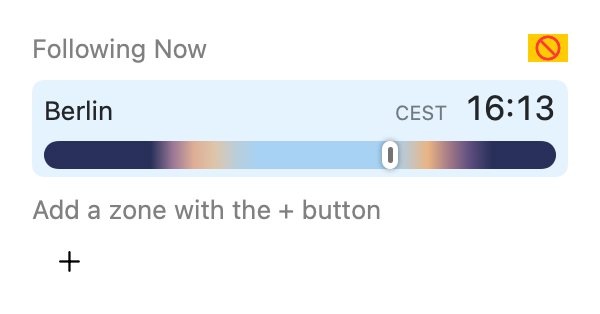 Following Now
Berlin CEST 16:13
Add a zone with the + button
+